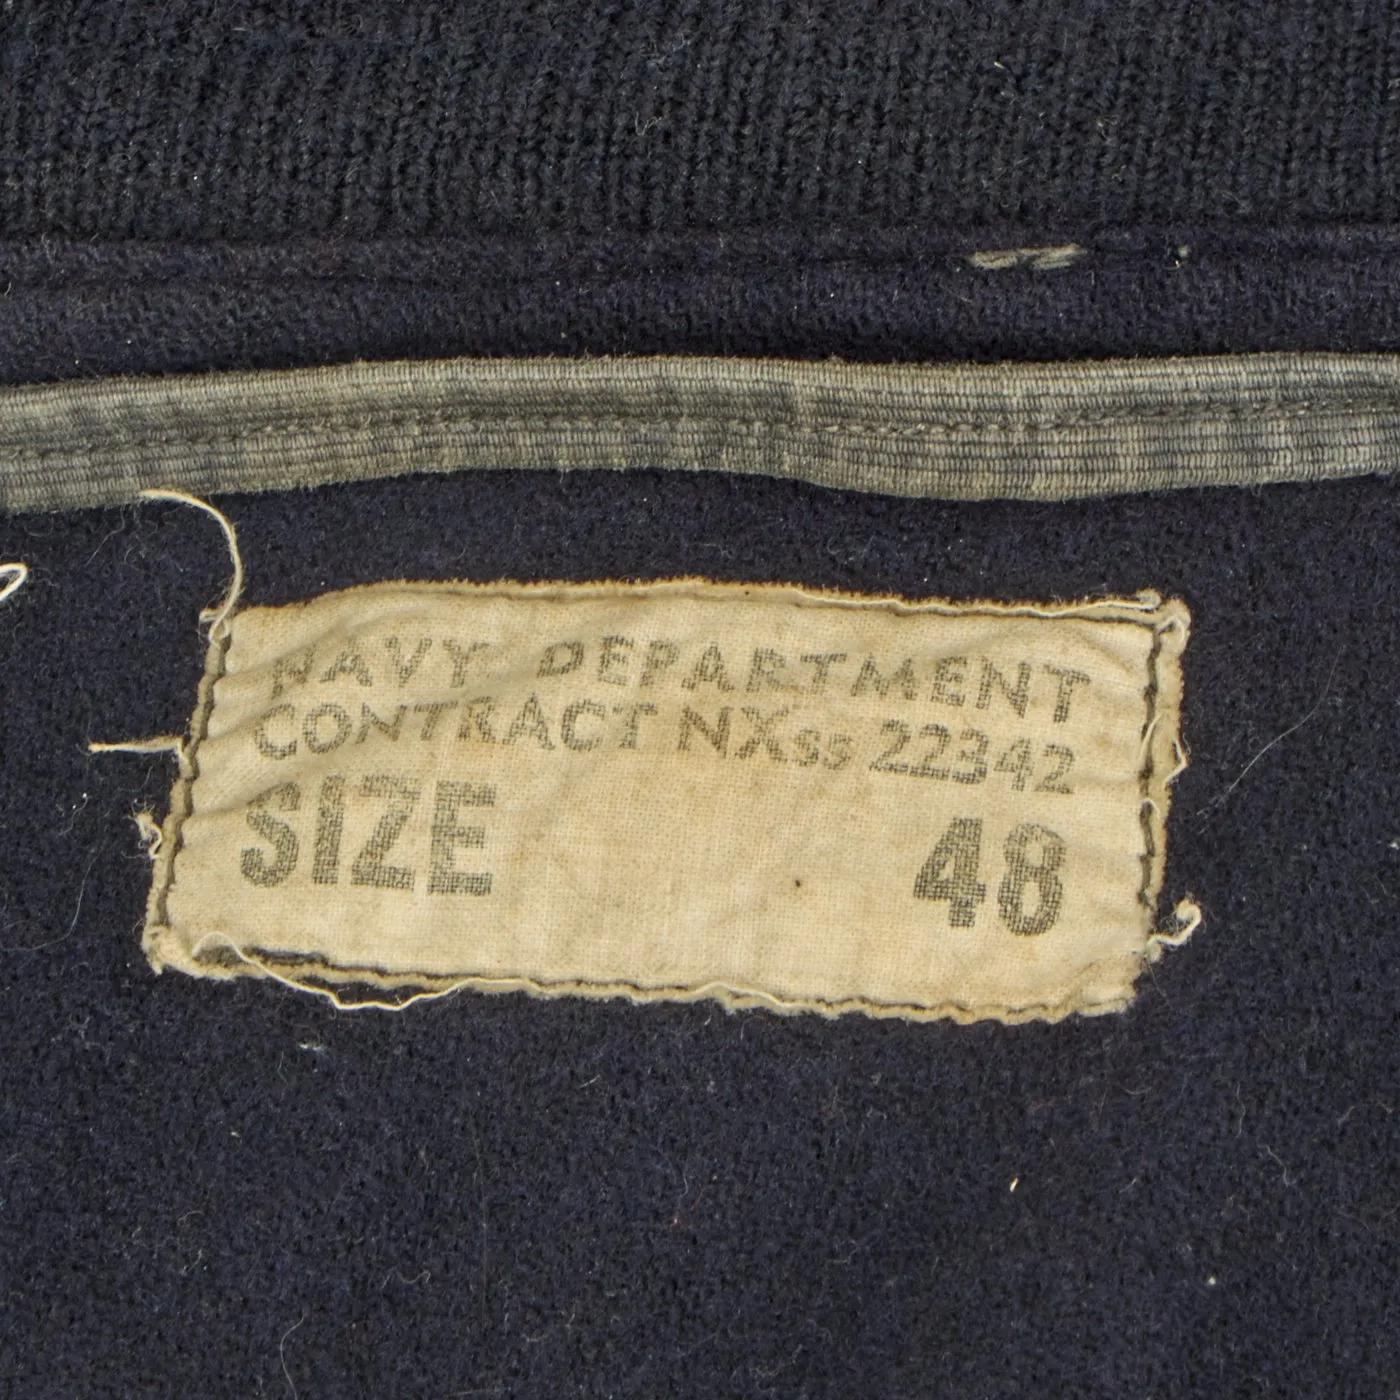 NAVY DEPARTMENT
CONTRACT NXss 22342
SIZE 48